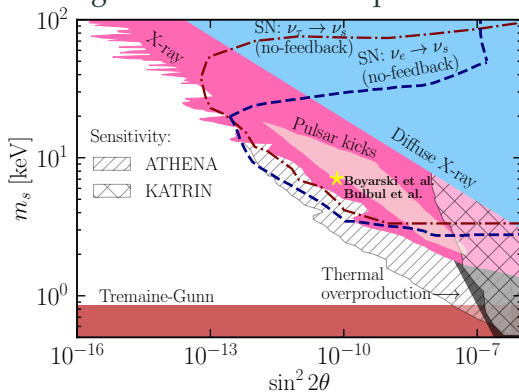 10²
SN: ν_τ → ν_s
(no-feedback)
X-ray
SN: ν_e → ν_s
(no-feedback)
Pulsar kicks
Diffuse X-ray
Sensitivity:
ATHENA
KATRIN
10¹
m_s [keV]
Boyarski et al.
Bulbul et al.
Thermal
overproduction→
10⁰
Tremaine-Gunn
10⁻¹⁶
10⁻¹³
10⁻¹⁰
10⁻⁷
sin² 2θ